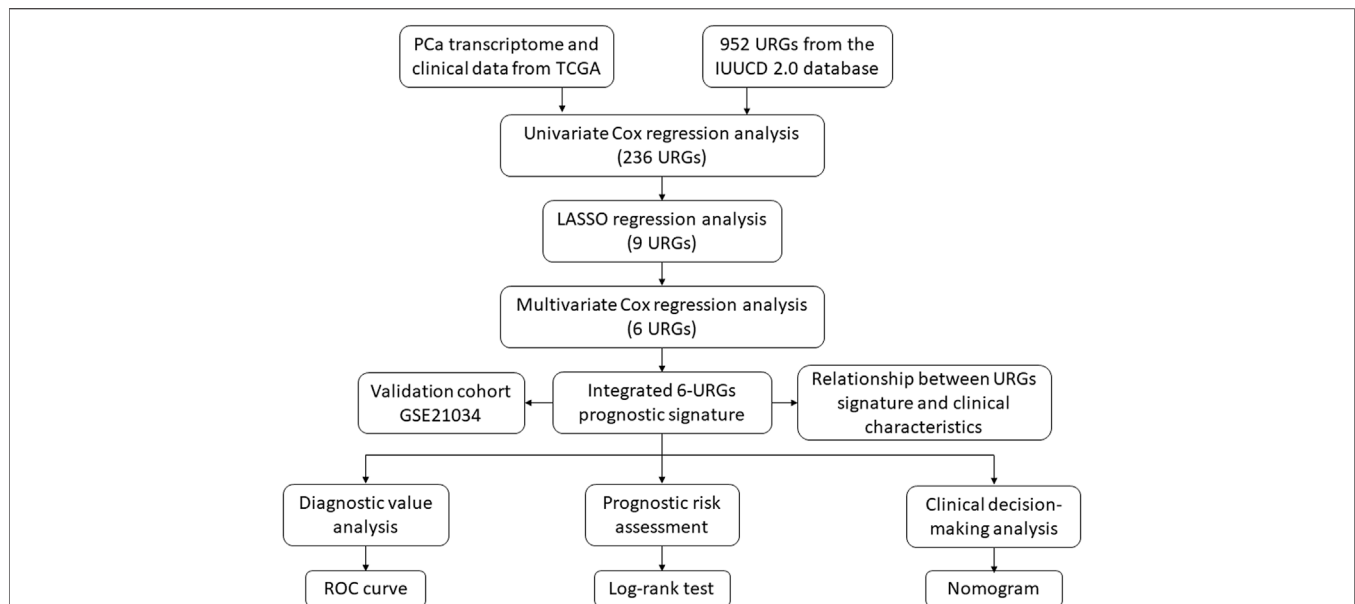 PCa transcriptome and
clinical data from TCGA
952 URGs from the
IUUCD 2.0 database
Univariate Cox regression analysis
(236 URGs)
LASSO regression analysis
(9 URGs)
Multivariate Cox regression analysis
(6 URGs)
Validation cohort
GSE21034
Integrated 6-URGs
prognostic signature
Relationship between URGs
signature and clinical
characteristics
Diagnostic value
analysis
Prognostic risk
assessment
Clinical decision-
making analysis
ROC curve
Log-rank test
Nomogram